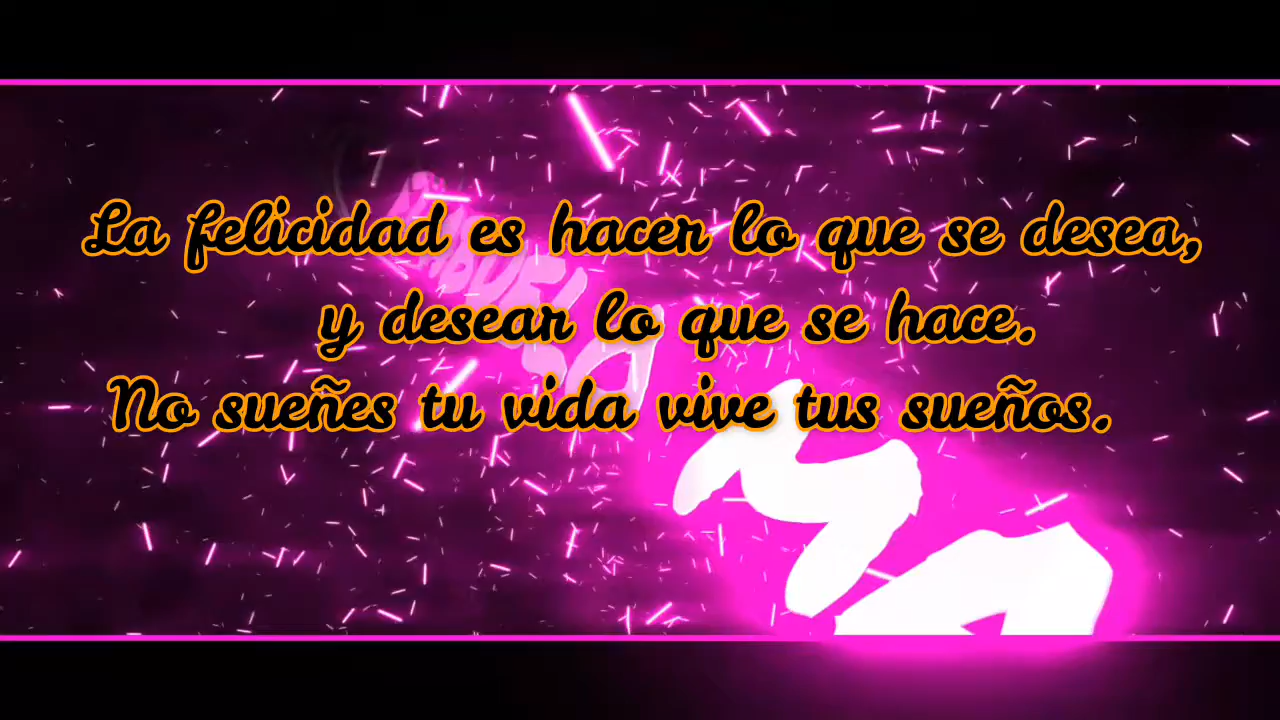 La felicidad es hacer lo que se desea,
y desear lo que se hace.
No sueñes tu vida vive tus sueños.